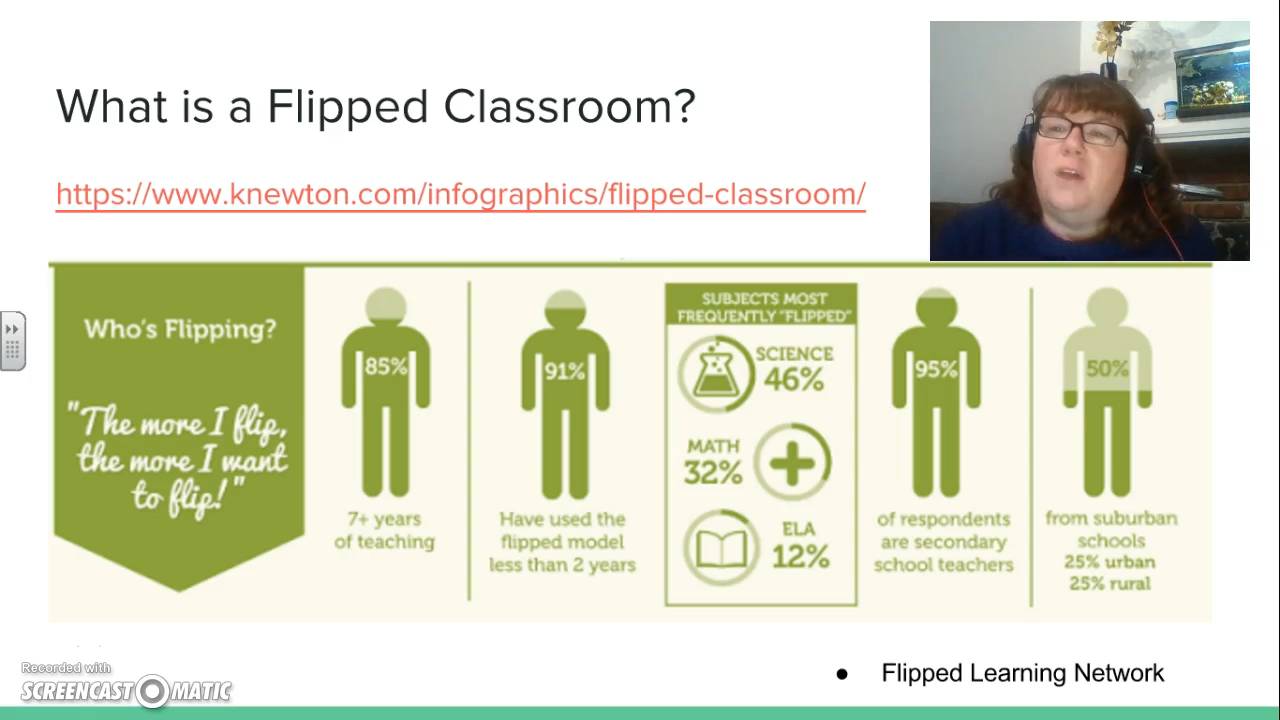 What is a Flipped Classroom?
https://www.knewton.com/infographics/flipped-classroom/
Who's Flipping?
"The more I flip,
the more I want
to flip!"
85%
7+ years
of teaching
91%
Have used the
flipped model
less than 2 years
SUBJECTS MOST
FREQUENTLY "FLIPPED"
SCIENCE
46%
MATH
32%
ELA
12%
95%
of respondents
are secondary
school teachers
50%
from suburban
schools
25% urban
25% rural
● Flipped Learning Network
Recorded with
SCREENCAST O MATIC